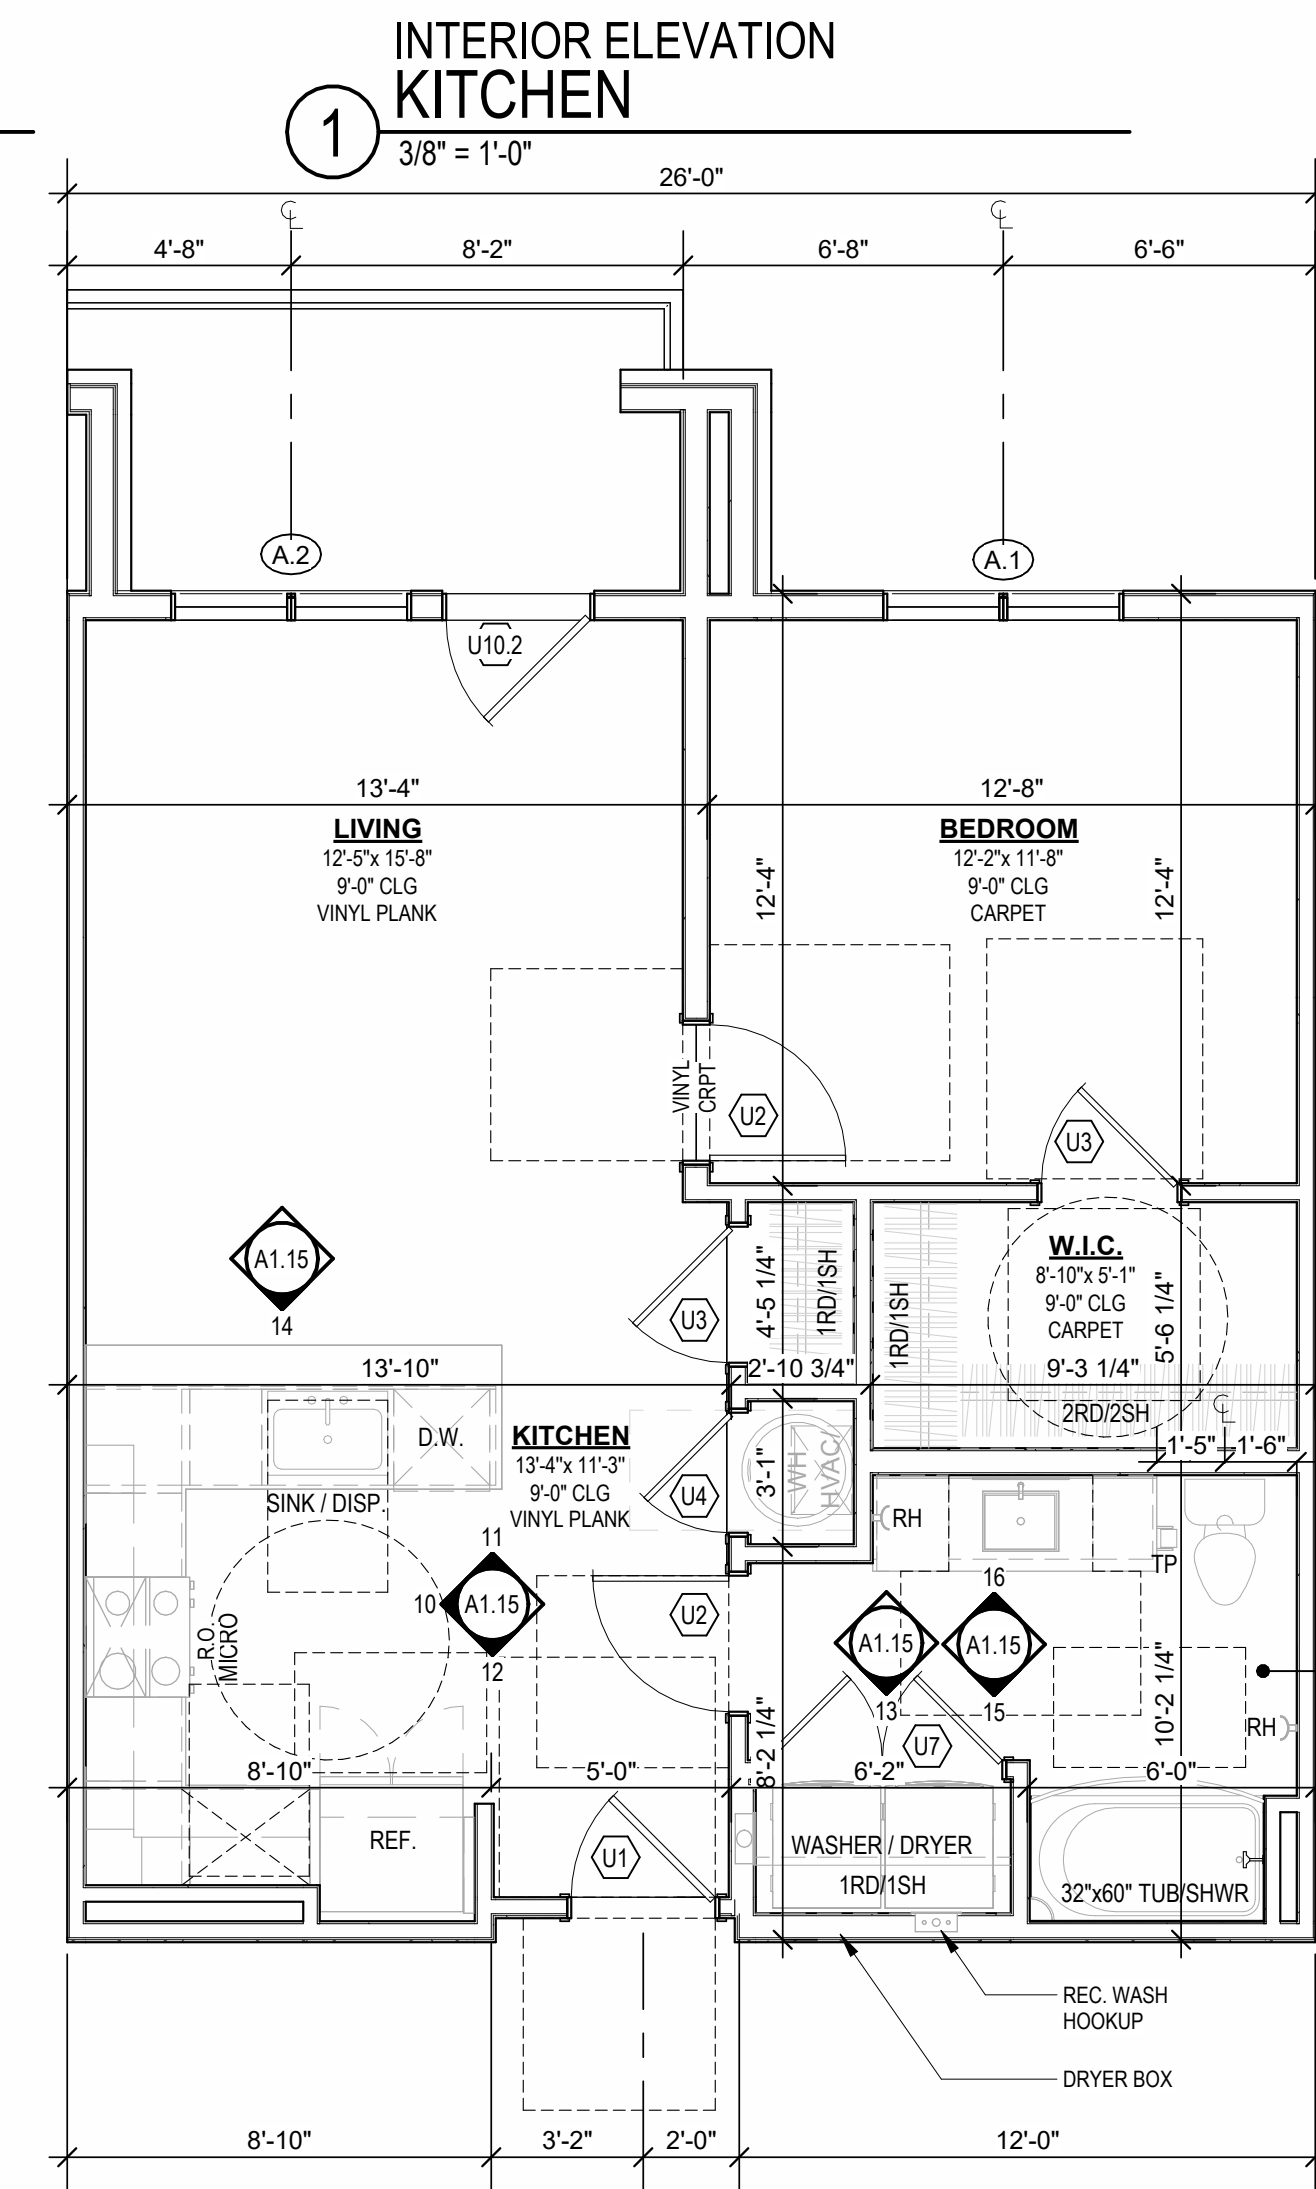 INTERIOR ELEVATION
KITCHEN
1
3/8" = 1'-0"
26'-0"
4'-8"
8'-2"
6'-8"
6'-6"
A.2
A.1
U10.2
13'-4"
12'-8"
LIVING
12'-5"x 15'-8"
9'-0" CLG
VINYL PLANK
BEDROOM
12'-2"x 11'-8"
9'-0" CLG
CARPET
12'-4"
12'-4"
VINYL
CRPT
U2
U3
A1.15
14
U3
4'-5 1/4"
1RD/1SH
1RD/1SH
W.I.C.
8'-10"x 5'-1"
9'-0" CLG
CARPET
5'-6 1/4"
13'-10"
2'-10 3/4"
9'-3 1/4"
2RD/2SH
D.W.
SINK / DISP.
KITCHEN
13'-4"x 11'-3"
9'-0" CLG
VINYL PLANK
U4
3'-1"
WH
HVAC/
1'-5"
1'-6"
RH
TP
11
10
A1.15
12
U2
R.O.
MICRO
16
A1.15
A1.15
13
15
10'-2 1/4"
RH
8'-2 1/4"
U7
8'-10"
5'-0"
6'-2"
6'-0"
REF.
U1
WASHER / DRYER
1RD/1SH
32"x60" TUB/SHWR
REC. WASH
HOOKUP
DRYER BOX
8'-10"
3'-2"
2'-0"
12'-0"